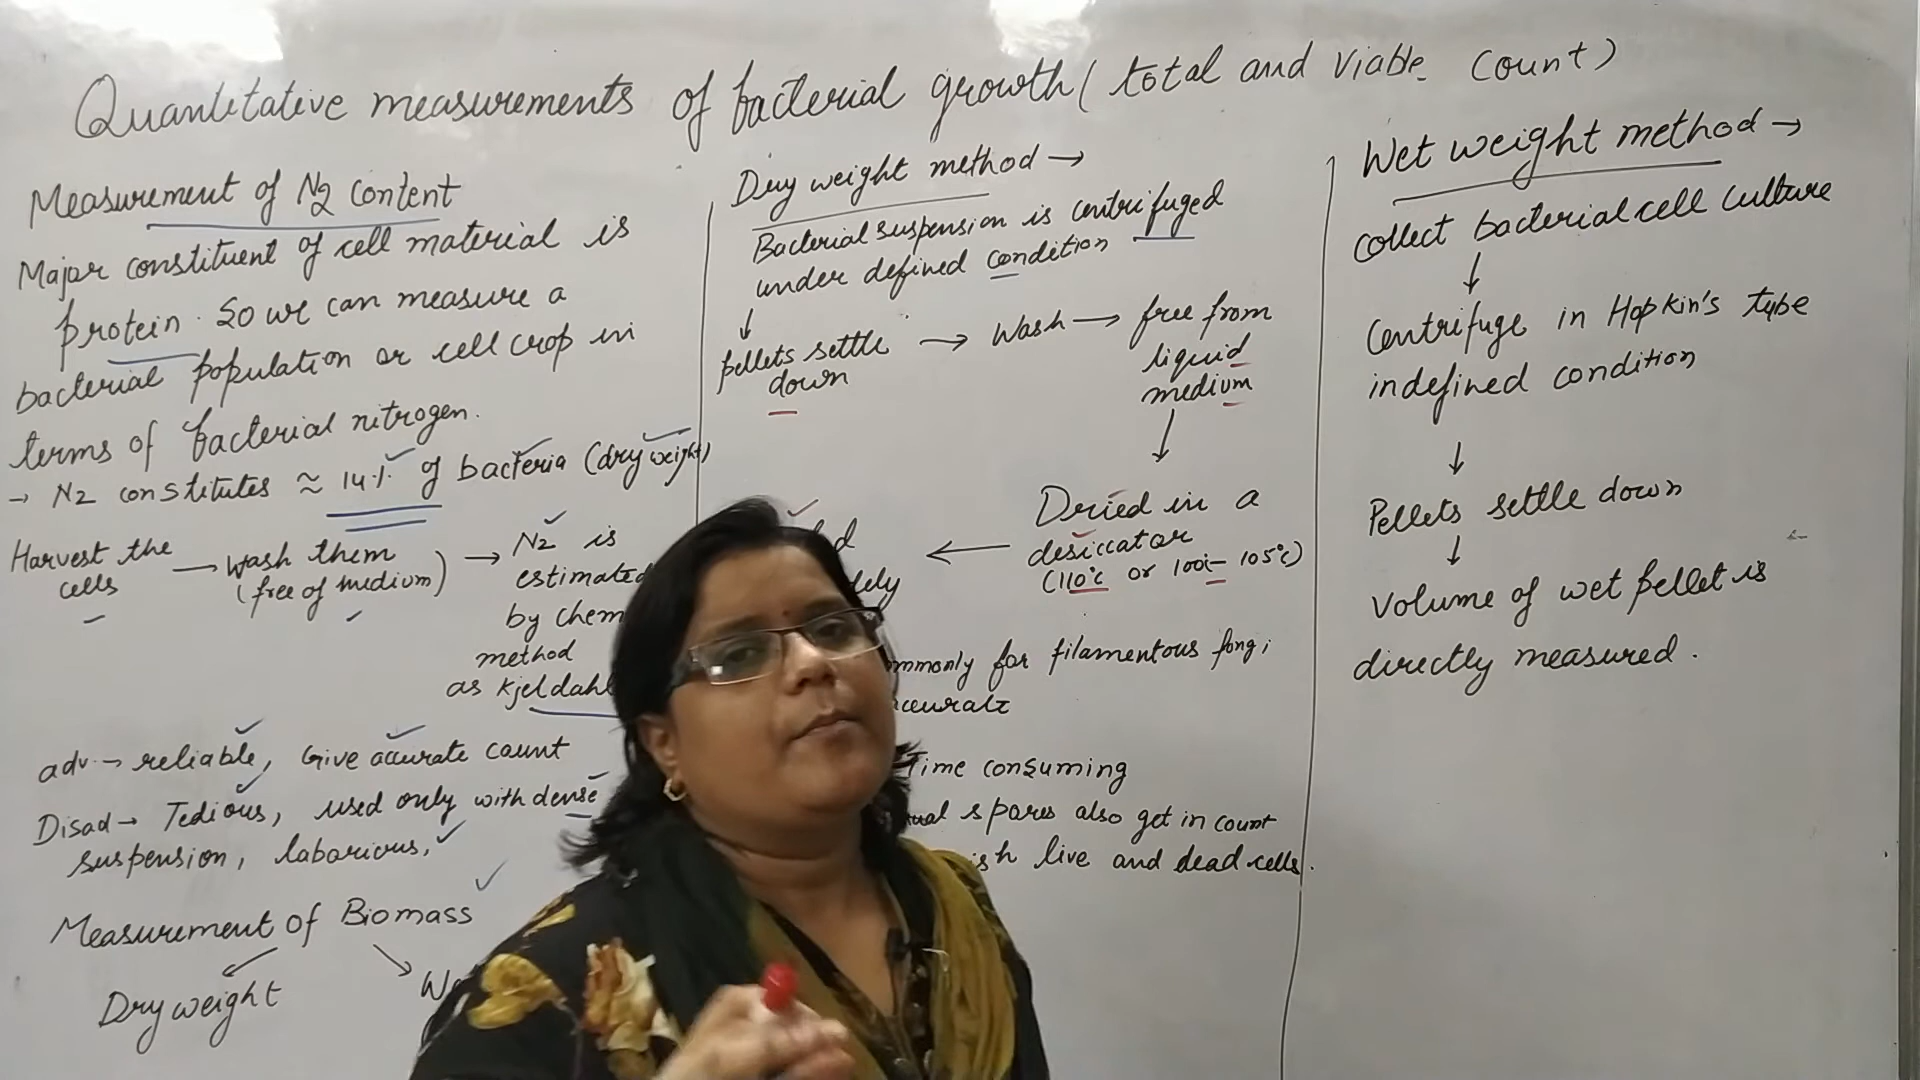 Quantitative measurements of bacterial growth (total and viable count)
Measurement of N2 content
Major constituent of cell material is
protein. So we can measure a
bacterial population or cell crop in
terms of bacterial nitrogen.
→ N2 constitutes ≈ 14% of bacteria (dry weight)
Harvest the cells → Wash them (free of medium) → N2 is
estimated
by chem
method
as Kjeldahl
adv → reliable, Give accurate count
Disad → Tedious, used only with dense
suspension, laborious,
Measurement of Biomass
Dry weight
Dry weight method →
Bacterial suspension is centrifuged
under defined condition
↓
pellets settle down → Wash → free from
liquid
medium
↓
Dried in a
desiccator
(110°c or 100°- 105°c)
←
for filamentous fungi
Time consuming
spores also get in count
live and dead cells.
Wet weight method →
Collect bacterial cell culture
↓
Centrifuge in Hopkin's tube
in defined condition
↓
Pellets settle down
↓
Volume of wet pellet is
directly measured.